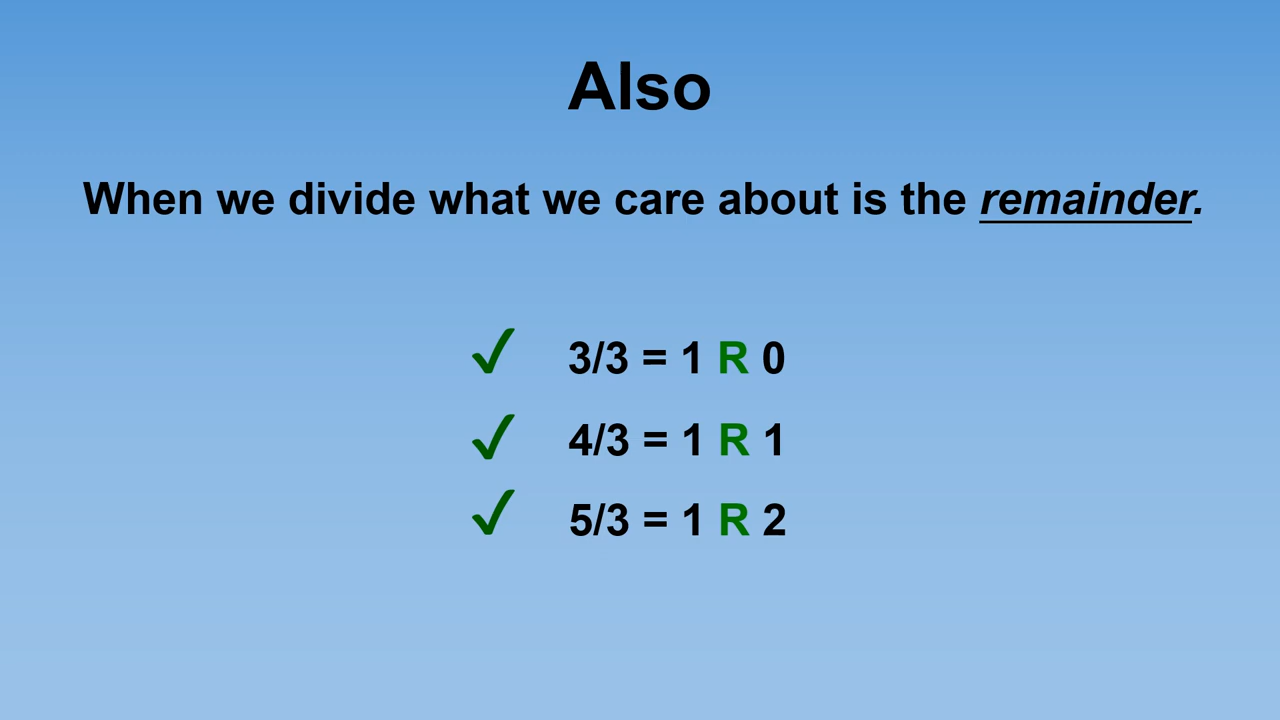 Also
When we divide what we care about is the remainder.
✓ 3/3 = 1 R 0
✓ 4/3 = 1 R 1
✓ 5/3 = 1 R 2